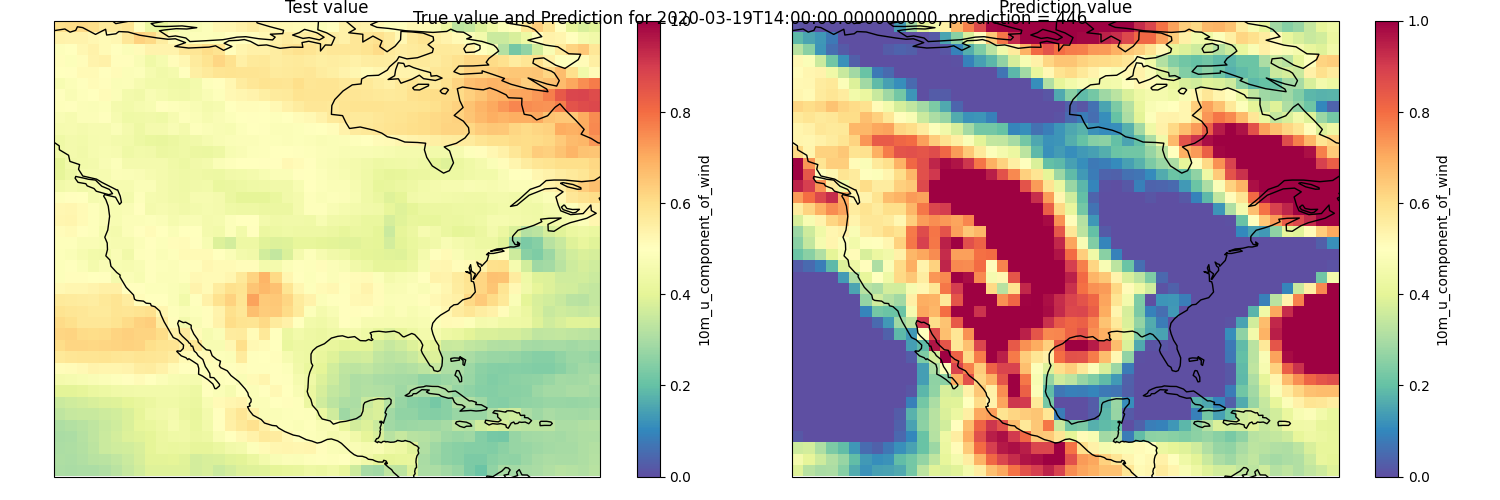 Test value
Prediction value
True value and Prediction for 2020-03-19T14:00:00.000000000, prediction = 446
1.0
0.8
0.6
0.4
0.2
0.0
10m_u_component_of_wind
1.0
0.8
0.6
0.4
0.2
0.0
10m_u_component_of_wind